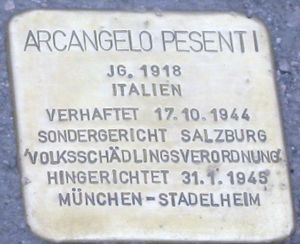 ARCANGELO PESENTI
JG. 1918
ITALIEN
VERHAFTET 17.10.1944
SONDERGERICHT SALZBURG
'VOLKSSCHÄDLINGSVERORDNUNG'
HINGERICHTET 31.1.1945
MÜNCHEN-STADELHEIM